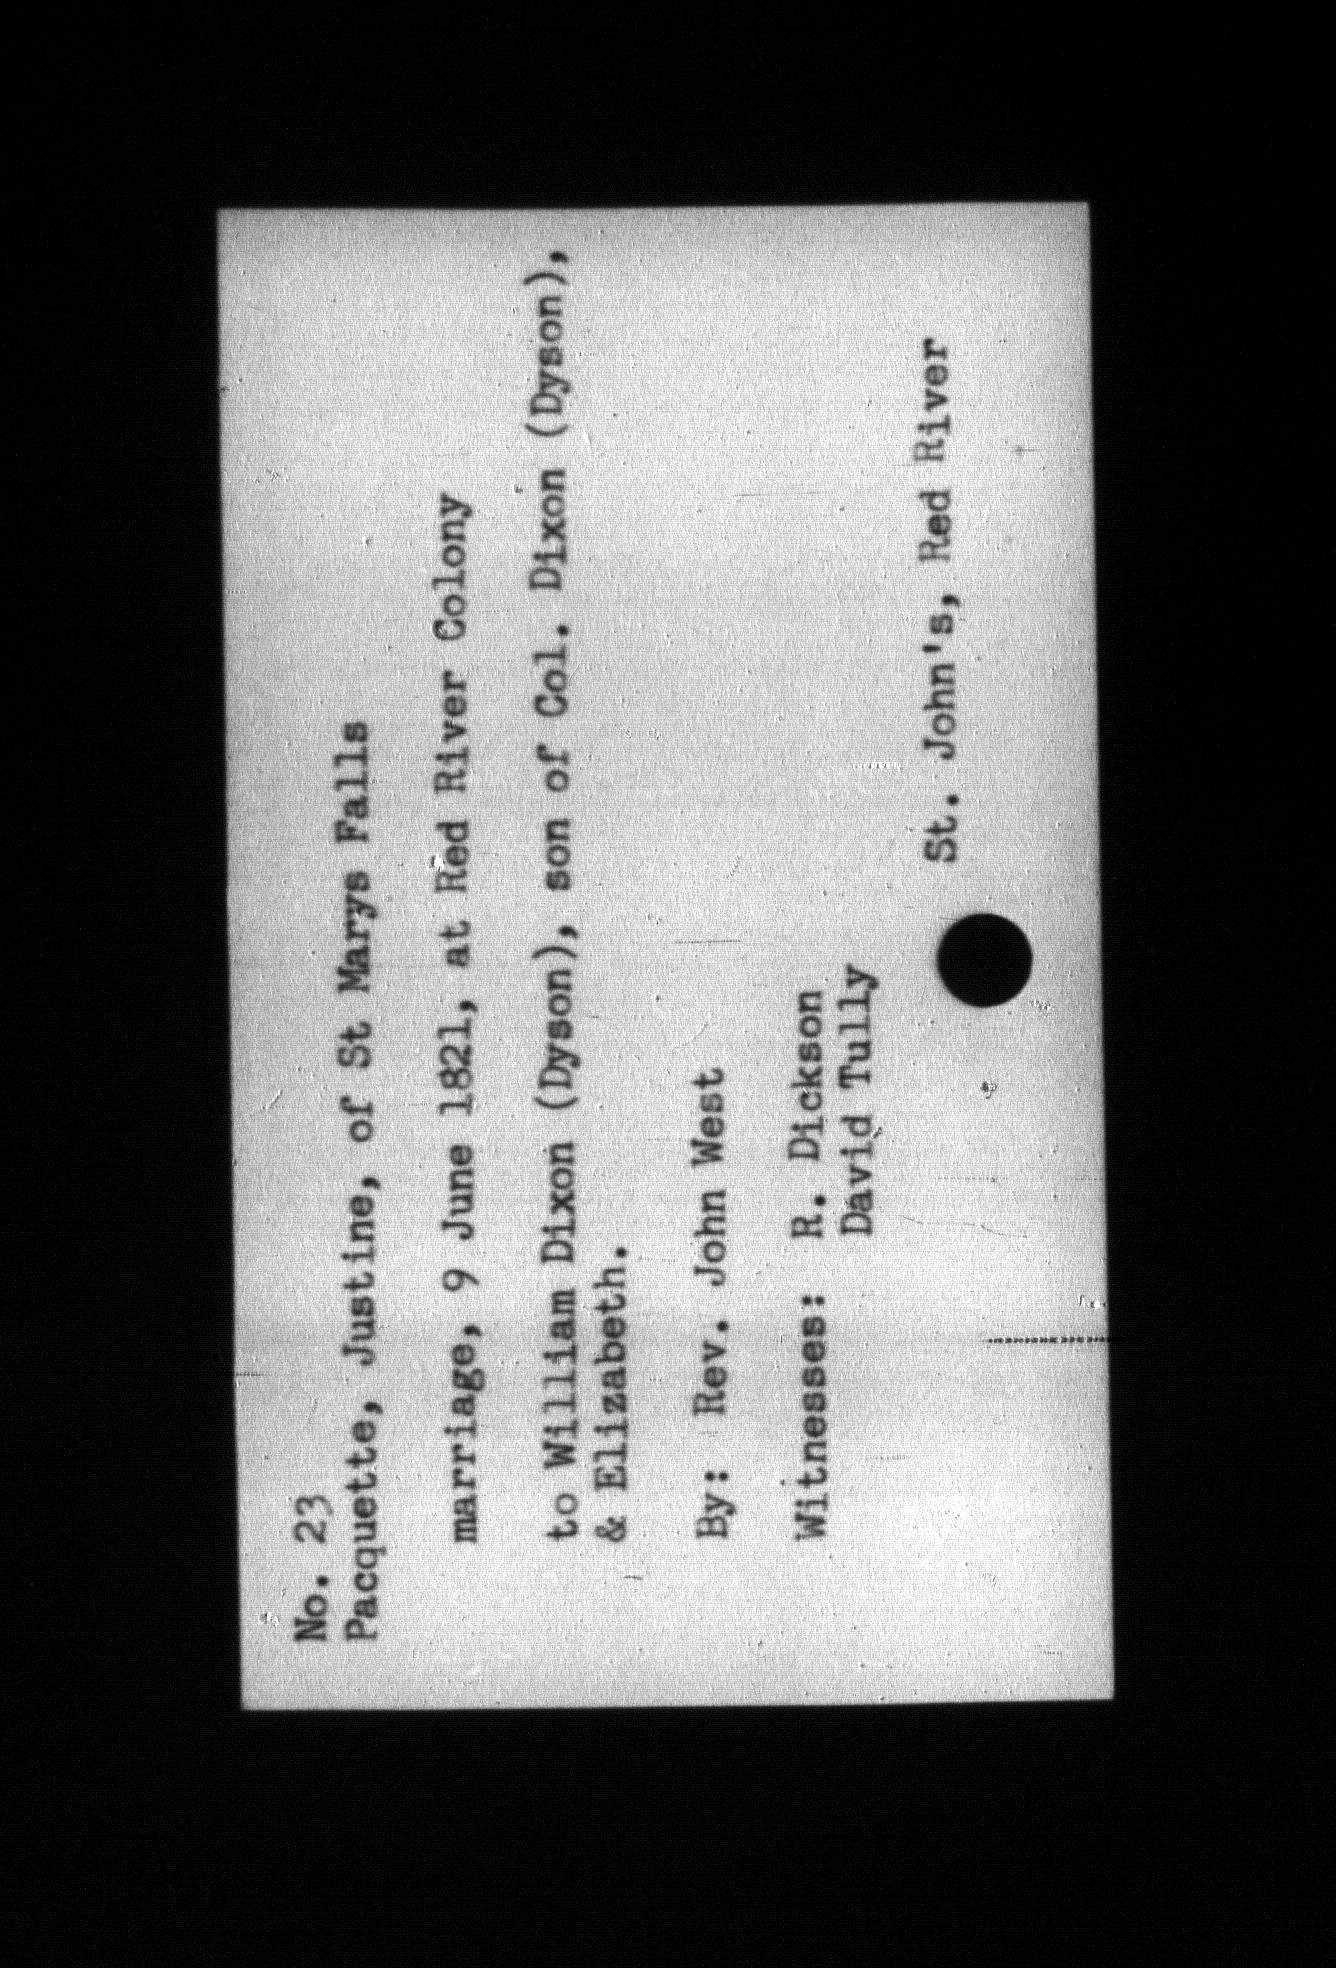 No. 23
Pacquette, Justine, of St Marys Falls
marriage, 9 June 1821, at Red River Colony
to William Dixon (Dyson), son of Col. Dixon (Dyson),
& Elizabeth.
By: Rev. John West
Witnesses: R. Dickson
David Tully
St. John's, Red River